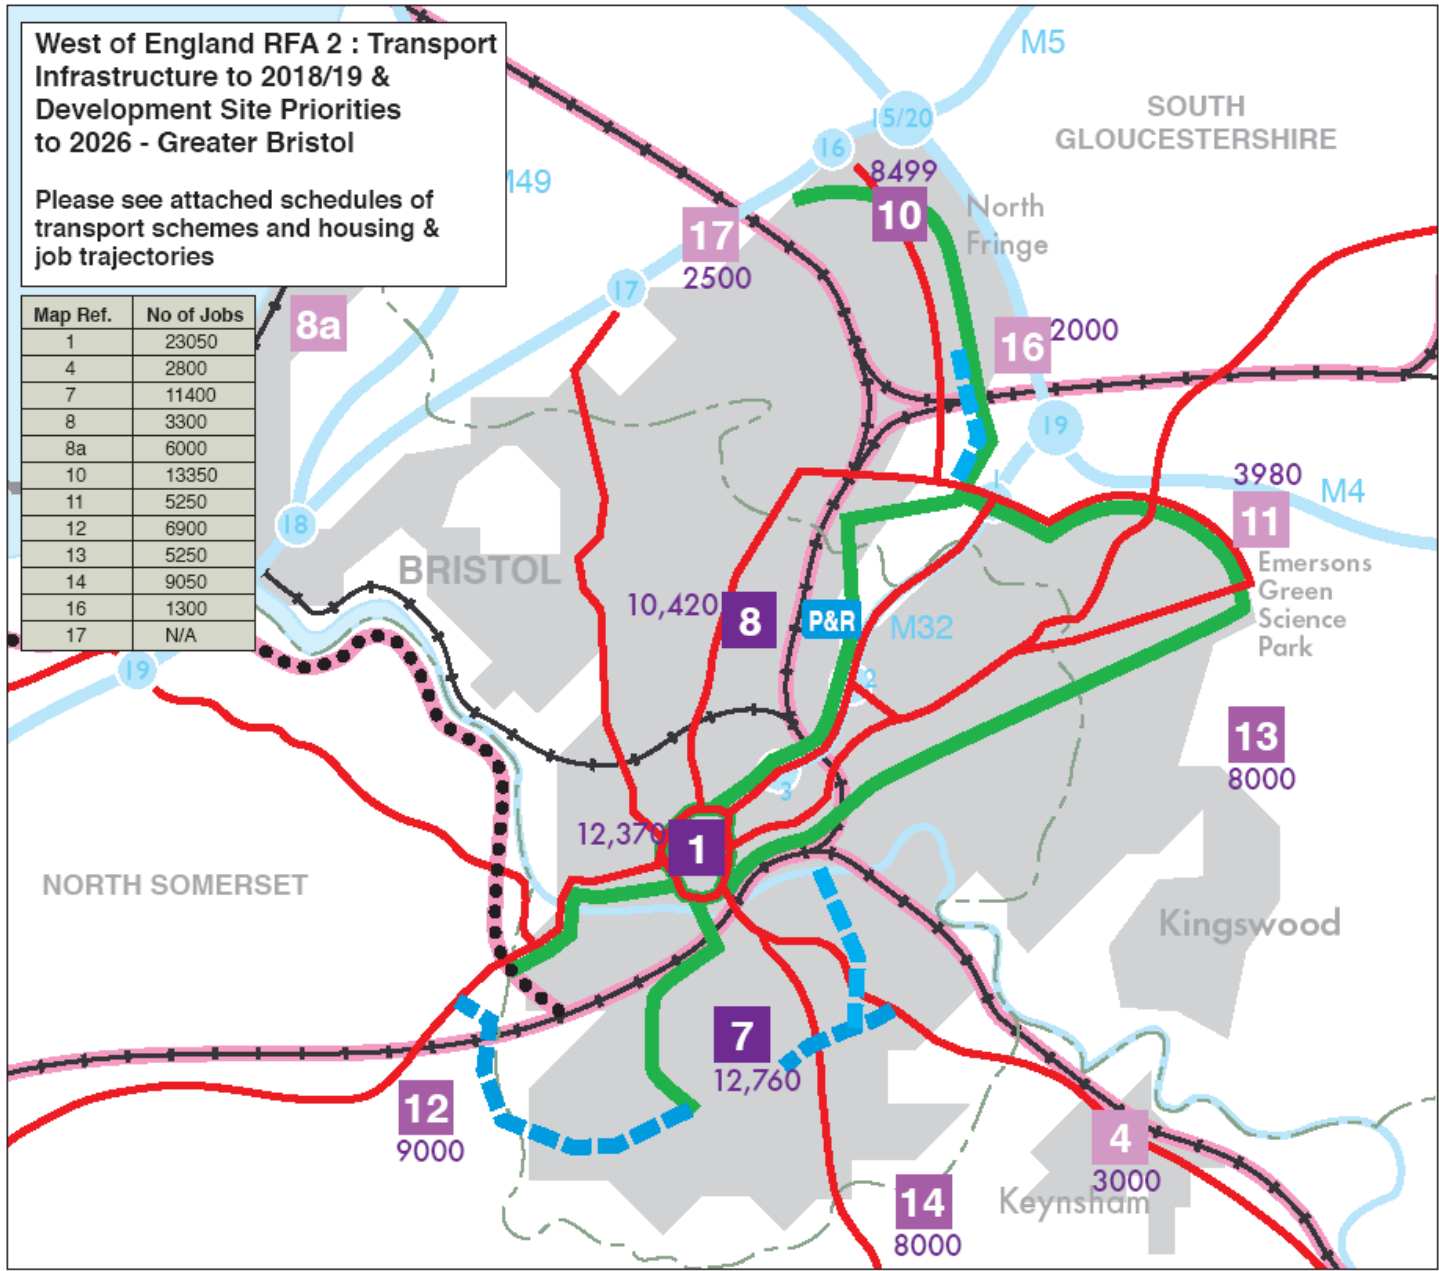 West of England RFA 2 : Transport
Infrastructure to 2018/19 &
Development Site Priorities
to 2026 - Greater Bristol
Please see attached schedules of
transport schemes and housing &
job trajectories
Map Ref. No of Jobs
1 23050
4 2800
7 11400
8 3300
8a 6000
10 13350
11 5250
12 6900
13 5250
14 9050
16 1300
17 N/A
M5
15/20
SOUTH
GLOUCESTERSHIRE
16
8499
M49
10
North
Fringe
17
2500
17
8a
16
2000
19
3980
1
M4
11
18
BRISTOL
Emersons
Green
Science
Park
10,420
8
P&R
M32
19
2
13
8000
3
12,370
1
NORTH SOMERSET
Kingswood
7
12,760
12
9000
4
3000
Keynsham
14
8000